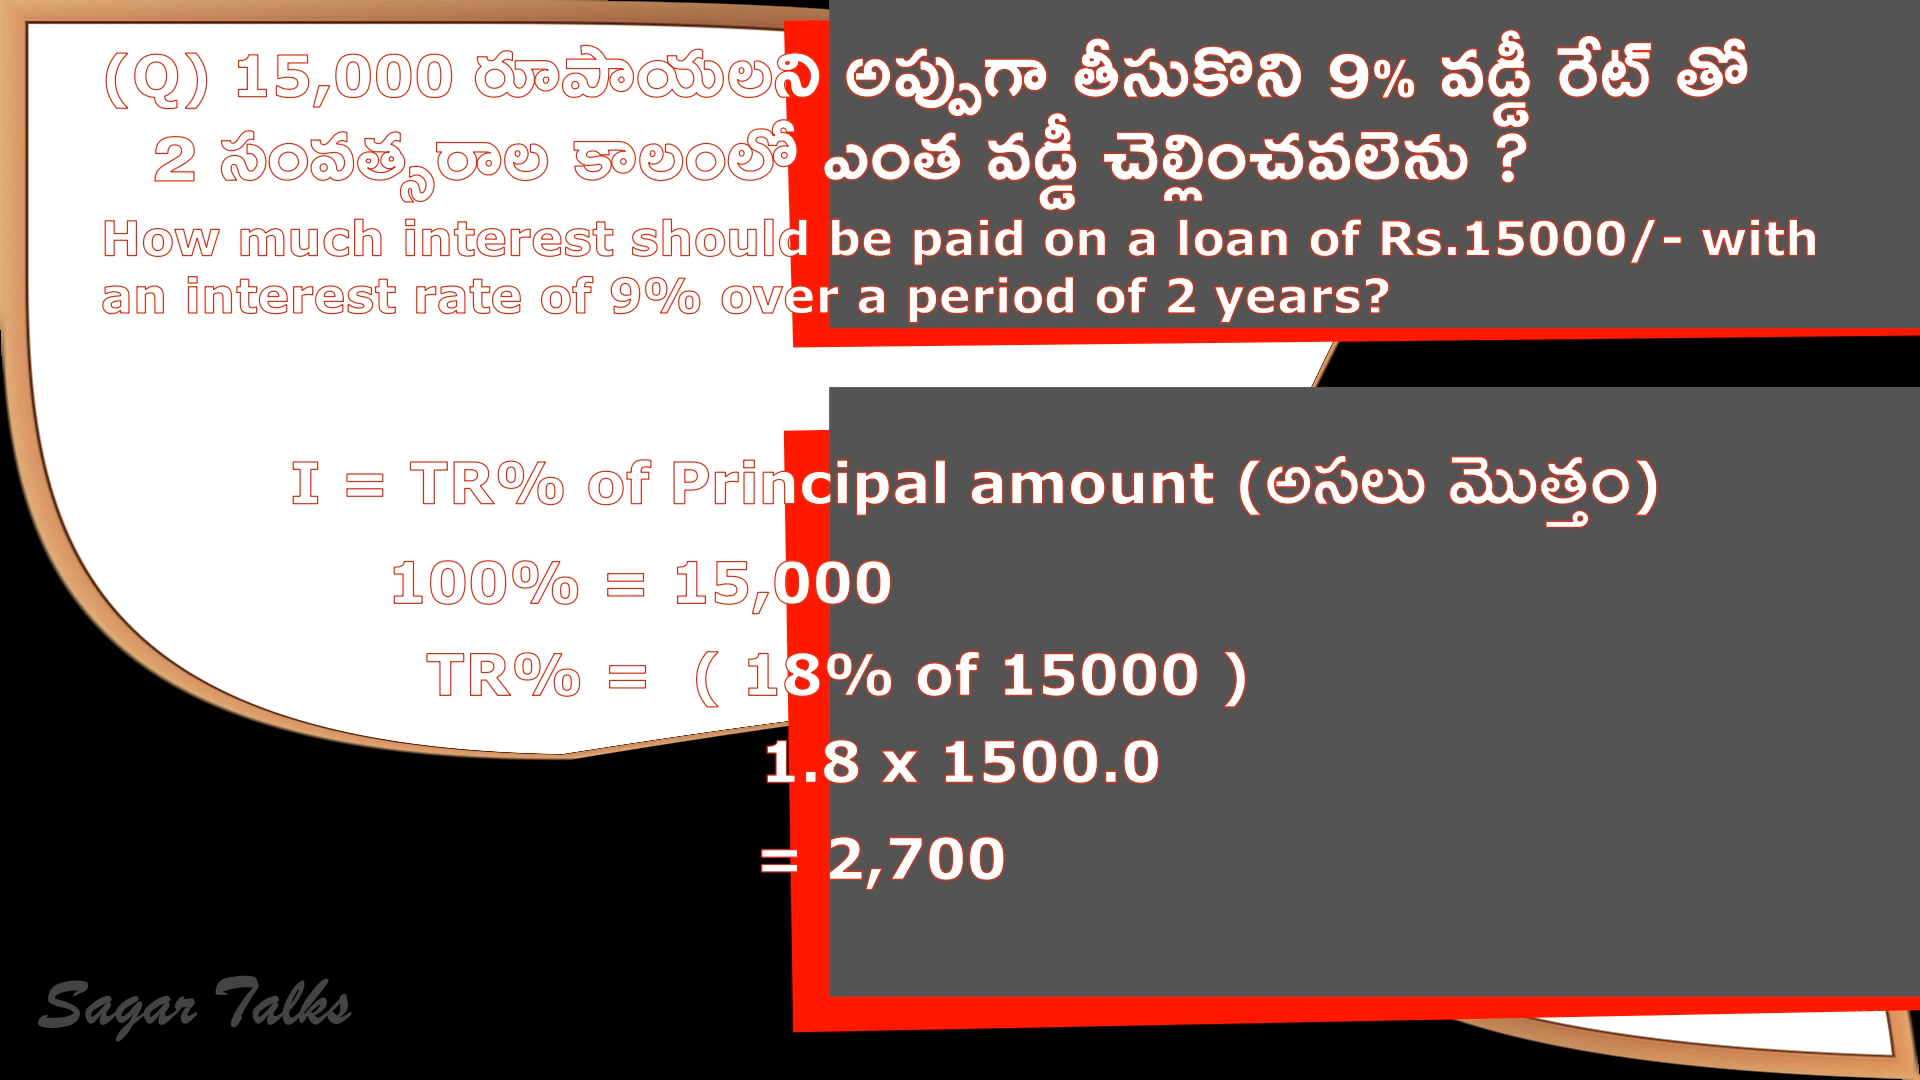 (Q) 15,000 రూపాయలని అప్పుగా తీసుకొని 9% వడ్డీ రేట్ తో
2 సంవత్సరాల కాలంలో ఎంత వడ్డీ చెల్లించవలెను ?
How much interest should be paid on a loan of Rs.15000/- with
an interest rate of 9% over a period of 2 years?
I = TR% of Principal amount (అసలు మొత్తం)
100% = 15,000
TR% = ( 18% of 15000 )
1.8 x 1500.0
= 2,700
Sagar Talks